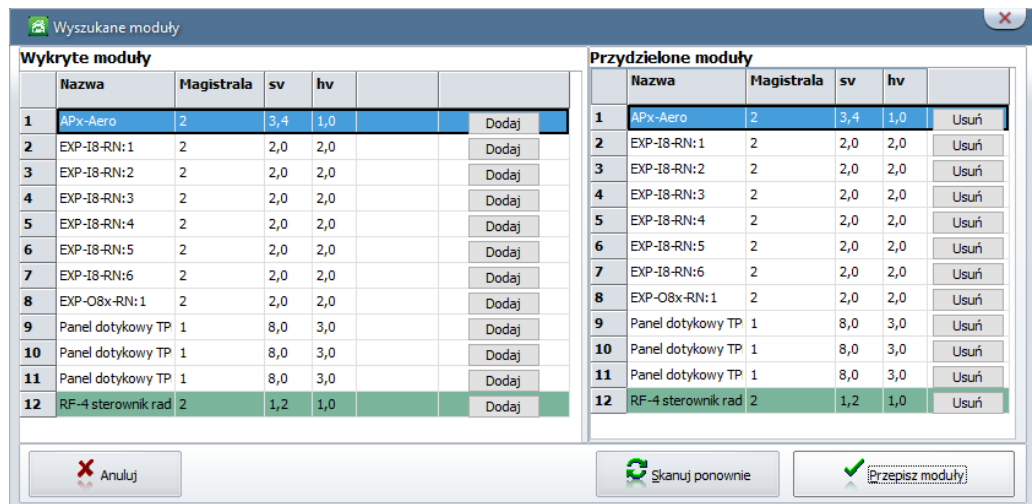 Wyszukane moduły
Wykryte moduły
Nazwa Magistrala sv hv
1 APx-Aero 2 3,4 1,0 Dodaj
2 EXP-I8-RN:1 2 2,0 2,0 Dodaj
3 EXP-I8-RN:2 2 2,0 2,0 Dodaj
4 EXP-I8-RN:3 2 2,0 2,0 Dodaj
5 EXP-I8-RN:4 2 2,0 2,0 Dodaj
6 EXP-I8-RN:5 2 2,0 2,0 Dodaj
7 EXP-I8-RN:6 2 2,0 2,0 Dodaj
8 EXP-O8x-RN:1 2 2,0 2,0 Dodaj
9 Panel dotykowy TP 1 8,0 3,0 Dodaj
10 Panel dotykowy TP 1 8,0 3,0 Dodaj
11 Panel dotykowy TP 1 8,0 3,0 Dodaj
12 RF-4 sterownik rad 2 1,2 1,0 Dodaj
Przydzielone moduły
Nazwa Magistrala sv hv
1 APx-Aero 2 3,4 1,0 Usuń
2 EXP-I8-RN:1 2 2,0 2,0 Usuń
3 EXP-I8-RN:2 2 2,0 2,0 Usuń
4 EXP-I8-RN:3 2 2,0 2,0 Usuń
5 EXP-I8-RN:4 2 2,0 2,0 Usuń
6 EXP-I8-RN:5 2 2,0 2,0 Usuń
7 EXP-I8-RN:6 2 2,0 2,0 Usuń
8 EXP-O8x-RN:1 2 2,0 2,0 Usuń
9 Panel dotykowy TP 1 8,0 3,0 Usuń
10 Panel dotykowy TP 1 8,0 3,0 Usuń
11 Panel dotykowy TP 1 8,0 3,0 Usuń
12 RF-4 sterownik rad 2 1,2 1,0 Usuń
Anuluj
Skanuj ponownie
Przepisz moduły